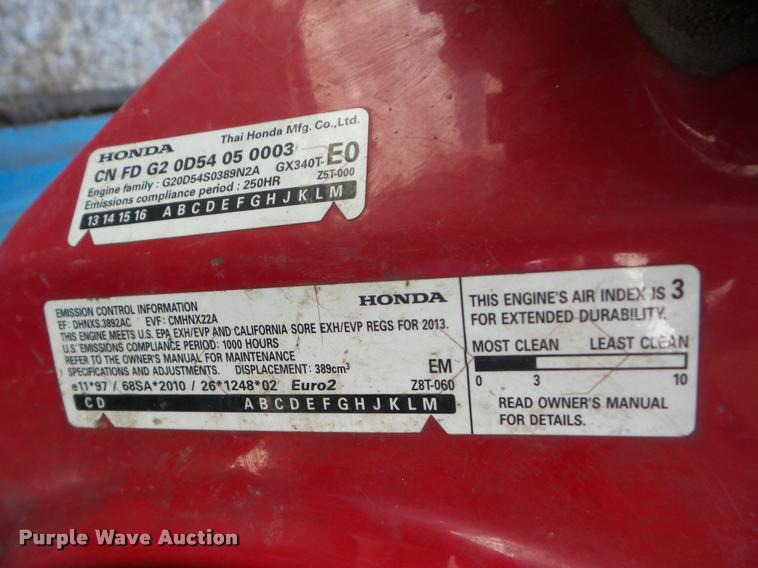 HONDA Thai Honda Mfg. Co.,Ltd.
CN FD G2 0D54 05 0003 GX340T- E0
Engine family : G20D54S0389N2A Z5T-000
Emissions compliance period : 250HR
13 14 15 16 A B C D E F G H J K L M
EMISSION CONTROL INFORMATION HONDA
EF: DHNXS.3892AC EVF: CMHNX22A
THIS ENGINE MEETS U.S. EPA EXH/EVP AND CALIFORNIA SORE EXH/EVP REGS FOR 2013.
U.S. EMISSIONS COMPLIANCE PERIOD: 1000 HOURS
REFER TO THE OWNER'S MANUAL FOR MAINTENANCE
SPECIFICATIONS AND ADJUSTMENTS. DISPLACEMENT: 389cm³ EM
e11*97 / 68SA*2010 / 26*1248*02 Euro2 Z8T-060
C D A B C D E F G H J K L M
THIS ENGINE'S AIR INDEX IS 3
FOR EXTENDED DURABILITY.
MOST CLEAN LEAST CLEAN
0 3 10
READ OWNER'S MANUAL
FOR DETAILS.
Purple Wave Auction